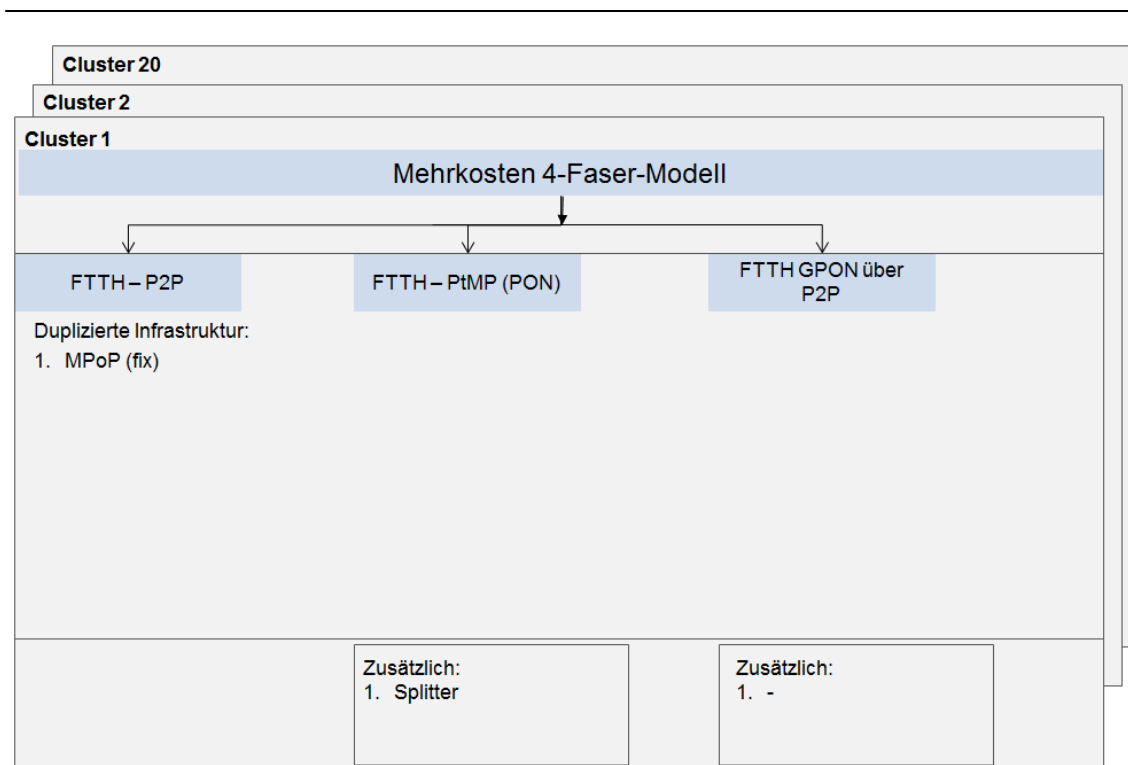 Cluster 20
Cluster 2
Cluster 1
Mehrkosten 4-Faser-Modell
FTTH – P2P
FTTH – PtMP (PON)
FTTH GPON über
P2P
Duplizierte Infrastruktur:
1. MPoP (fix)
Zusätzlich:
1. Splitter
Zusätzlich:
1. -